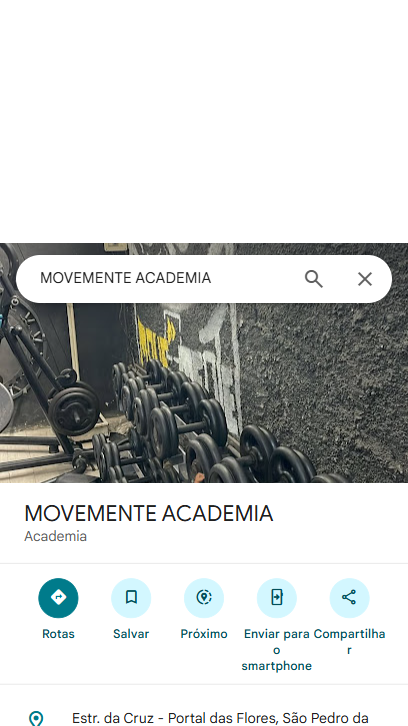 MOVEMENTE ACADEMIA
MOVEMENTE ACADEMIA
Academia
Rotas
Salvar
Próximo
Enviar para
o
smartphone
Compartilha
r
Estr. da Cruz - Portal das Flores, São Pedro da